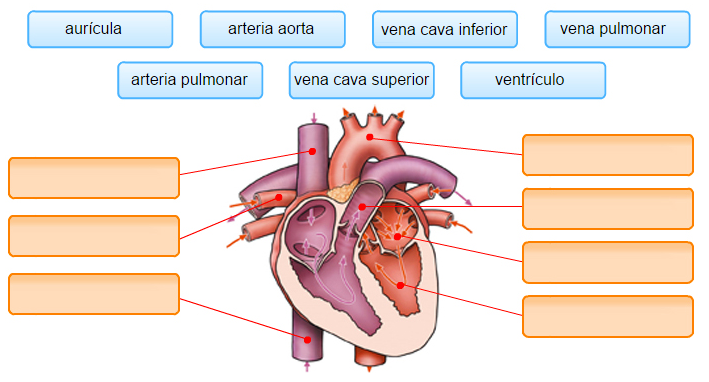 aurícula
arteria aorta
vena cava inferior
vena pulmonar
arteria pulmonar
vena cava superior
ventrículo